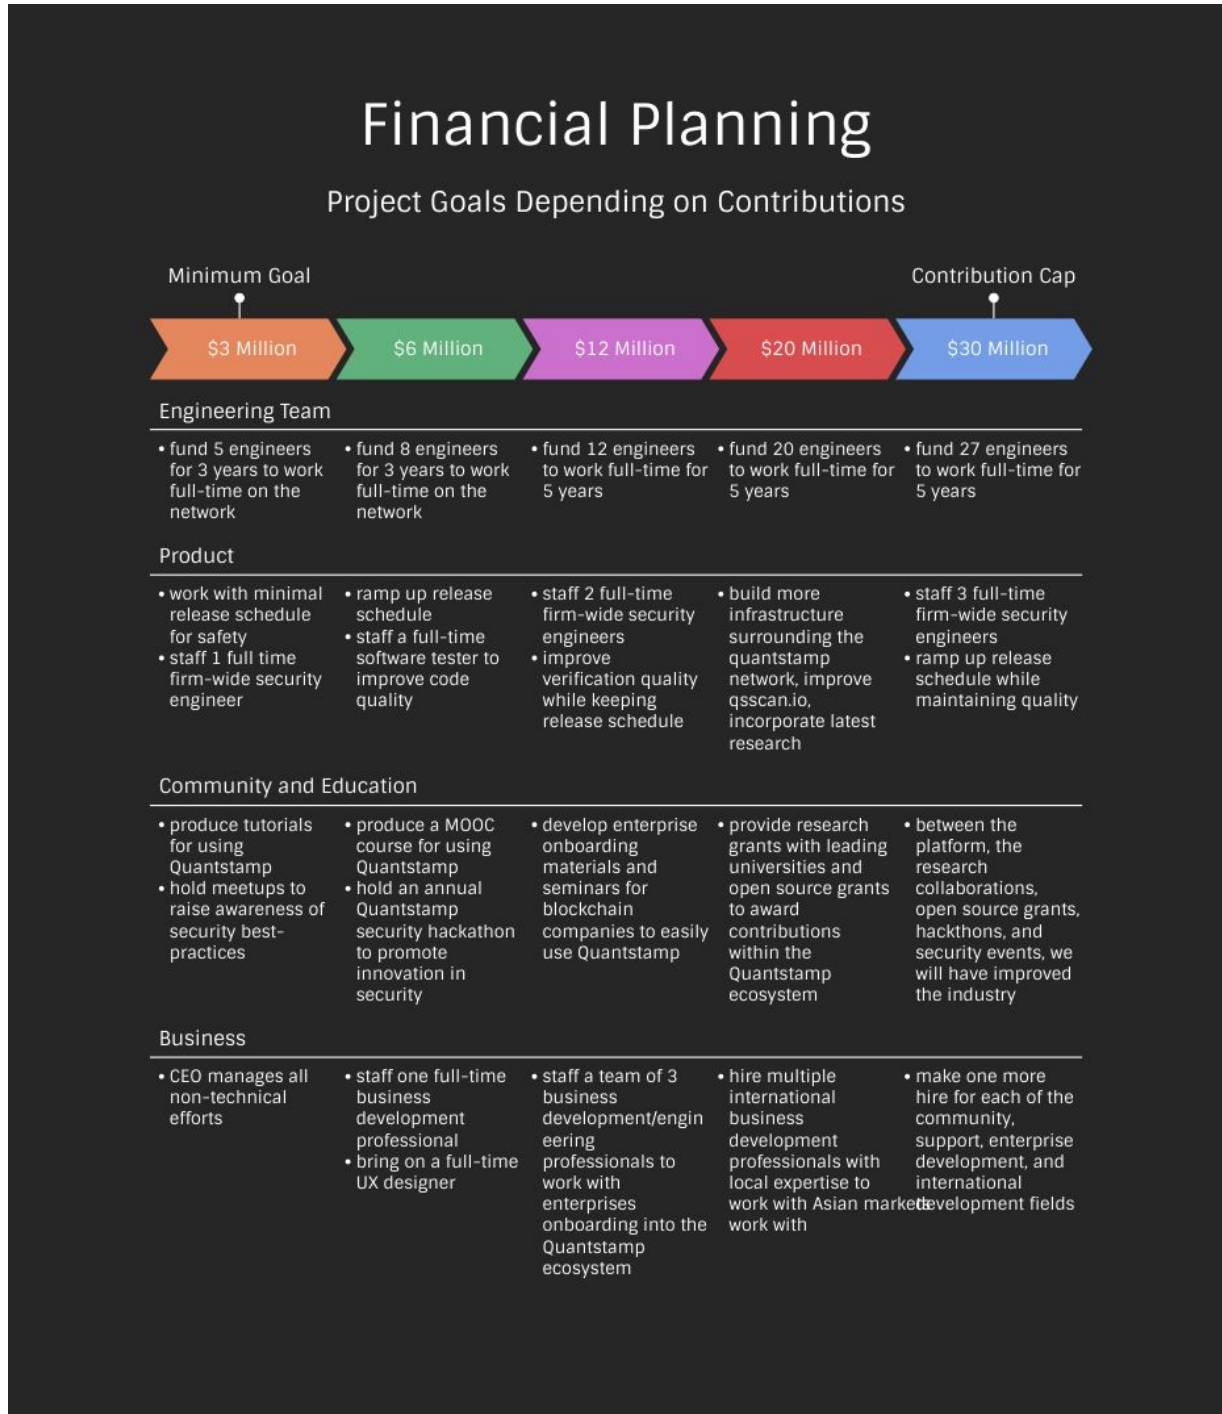 Financial Planning
Project Goals Depending on Contributions
Minimum Goal
Contribution Cap
$3 Million
$6 Million
$12 Million
$20 Million
$30 Million
Engineering Team
• fund 5 engineers
for 3 years to work
full-time on the
network
• fund 8 engineers
for 3 years to work
full-time on the
network
• fund 12 engineers
to work full-time for
5 years
• fund 20 engineers
to work full-time for
5 years
• fund 27 engineers
to work full-time for
5 years
Product
• work with minimal
release schedule
for safety
• staff 1 full time
firm-wide security
engineer
• ramp up release
schedule
• staff a full-time
software tester to
improve code
quality
• staff 2 full-time
firm-wide security
engineers
• improve
verification quality
while keeping
release schedule
• build more
infrastructure
surrounding the
quantstamp
network, improve
qsscan.io,
incorporate latest
research
• staff 3 full-time
firm-wide security
engineers
• ramp up release
schedule while
maintaining quality
Community and Education
• produce tutorials
for using
Quantstamp
• hold meetups to
raise awareness of
security best-
practices
• produce a MOOC
course for using
Quantstamp
• hold an annual
Quantstamp
security hackathon
to promote
innovation in
security
• develop enterprise
onboarding
materials and
seminars for
blockchain
companies to easily
use Quantstamp
• provide research
grants with leading
universities and
open source grants
to award
contributions
within the
Quantstamp
ecosystem
• between the
platform, the
research
collaborations,
open source grants,
hackthons, and
security events, we
will have improved
the industry
Business
• CEO manages all
non-technical
efforts
• staff one full-time
business
development
professional
• bring on a full-time
UX designer
• staff a team of 3
business
development/engin
eering
professionals to
work with
enterprises
onboarding into the
Quantstamp
ecosystem
• hire multiple
international
business
development
professionals with
local expertise to
work with Asian markets
work with
• make one more
hire for each of the
community,
support, enterprise
development, and
international
development fields